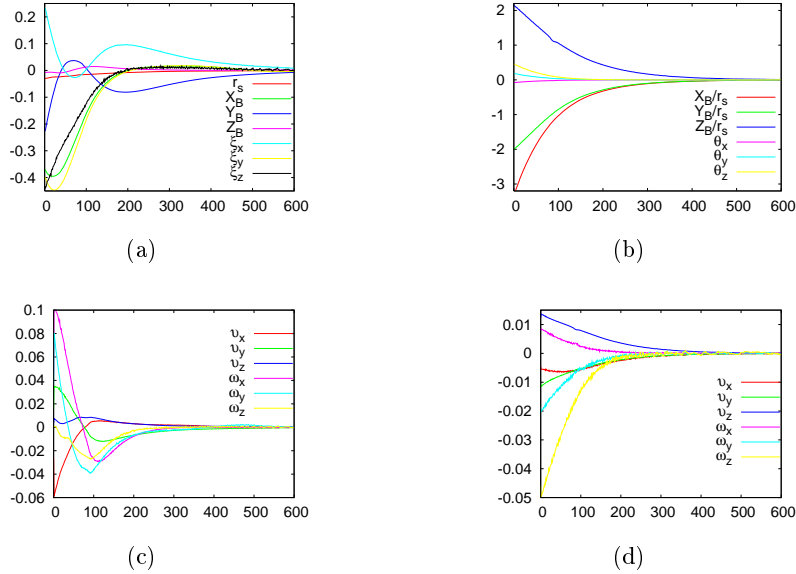 0.2
0.1
0
-0.1
-0.2
-0.3
-0.4
0 100 200 300 400 500 600
r_s
X_B
Y_B
Z_B
ξ_x
ξ_y
ξ_z
(a)
2
1
0
-1
-2
-3
0 100 200 300 400 500 600
X_B/r_s
Y_B/r_s
Z_B/r_s
θ_x
θ_y
θ_z
(b)
0.1
0.08
0.06
0.04
0.02
0
-0.02
-0.04
-0.06
0 100 200 300 400 500 600
υ_x
υ_y
υ_z
ω_x
ω_y
ω_z
(c)
0.01
0
-0.01
-0.02
-0.03
-0.04
-0.05
0 100 200 300 400 500 600
υ_x
υ_y
υ_z
ω_x
ω_y
ω_z
(d)